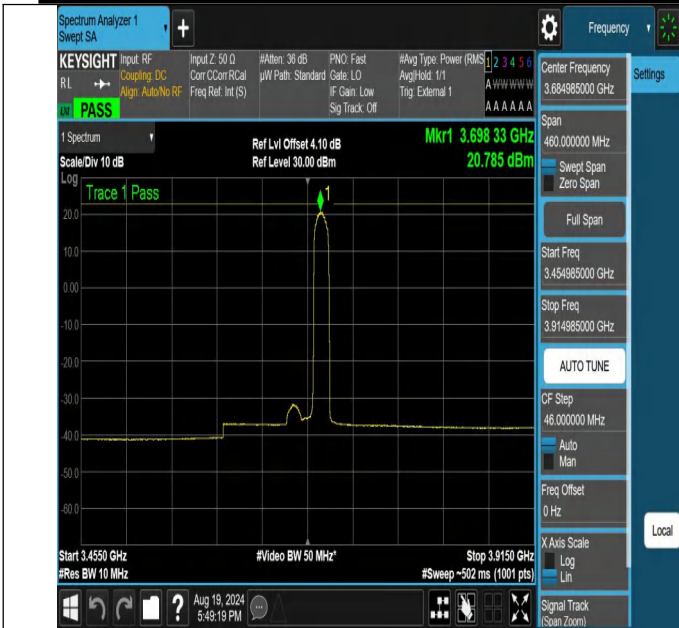 Spectrum Analyzer 1
Swept SA
+
Frequency
KEYSIGHT
RL
PASS
Input: RF
Coupling: DC
Align: Auto/No RF
Input Z: 50 Ω
Corr CCorr RCal
Freq Ref: Int (S)
#Atten: 36 dB
µW Path: Standard
PNO: Fast
Gate: LO
IF Gain: Low
Sig Track: Off
#Avg Type: Power (RMS
Avg|Hold: 1/1
Trig: External 1
1 2 3 4 5 6
A W W W W W
A A A A A A
1 Spectrum
Scale/Div 10 dB
Ref Lvl Offset 4.10 dB
Ref Level 30.00 dBm
Mkr1 3.698 33 GHz
20.785 dBm
Log
Trace 1 Pass
1
20.0
10.0
0.00
-10.0
-20.0
-30.0
-40.0
-50.0
-60.0
Start 3.4550 GHz
#Res BW 10 MHz
#Video BW 50 MHz*
Stop 3.9150 GHz
#Sweep ~502 ms (1001 pts)
Center Frequency
3.684985000 GHz
Span
460.000000 MHz
Swept Span
Zero Span
Full Span
Start Freq
3.454985000 GHz
Stop Freq
3.914985000 GHz
AUTO TUNE
CF Step
46.000000 MHz
Auto
Man
Freq Offset
0 Hz
X Axis Scale
Log
Lin
Signal Track
(Span Zoom)
Settings
Local
?
Aug 19, 2024
5:49:19 PM